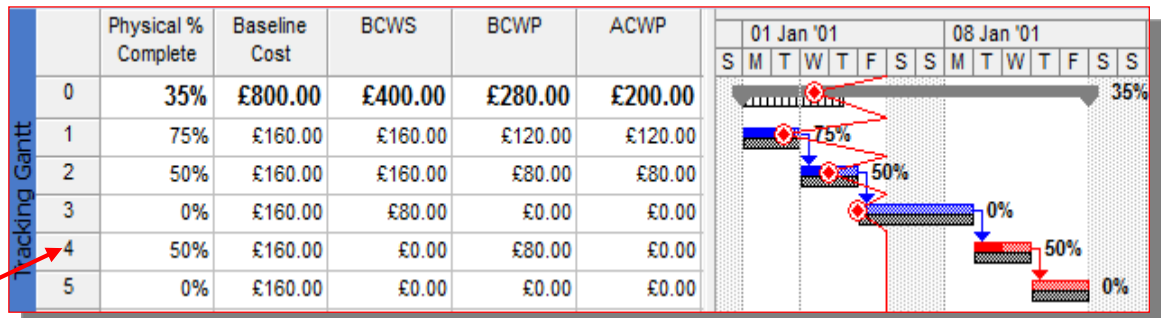 Tracking Gantt
Physical % Complete Baseline Cost BCWS BCWP ACWP
01 Jan '01 08 Jan '01
S M T W T F S S M T W T F S S
0 35% £800.00 £400.00 £280.00 £200.00 35%
1 75% £160.00 £160.00 £120.00 £120.00 75%
2 50% £160.00 £160.00 £80.00 £80.00 50%
3 0% £160.00 £80.00 £0.00 £0.00 0%
4 50% £160.00 £0.00 £80.00 £0.00 50%
5 0% £160.00 £0.00 £0.00 £0.00 0%